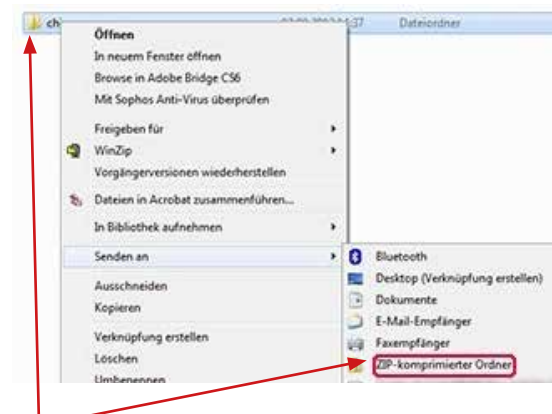 ch
Dateiordner
Öffnen
In neuem Fenster öffnen
Browse in Adobe Bridge CS6
Mit Sophos Anti-Virus überprüfen
Freigeben für
WinZip
Vorgängerversionen wiederherstellen
Dateien in Acrobat zusammenführen...
In Bibliothek aufnehmen
Senden an
Ausschneiden
Kopieren
Verknüpfung erstellen
Löschen
Umbenennen
Bluetooth
Desktop (Verknüpfung erstellen)
Dokumente
E-Mail-Empfänger
Faxempfänger
ZIP-komprimierter Ordner